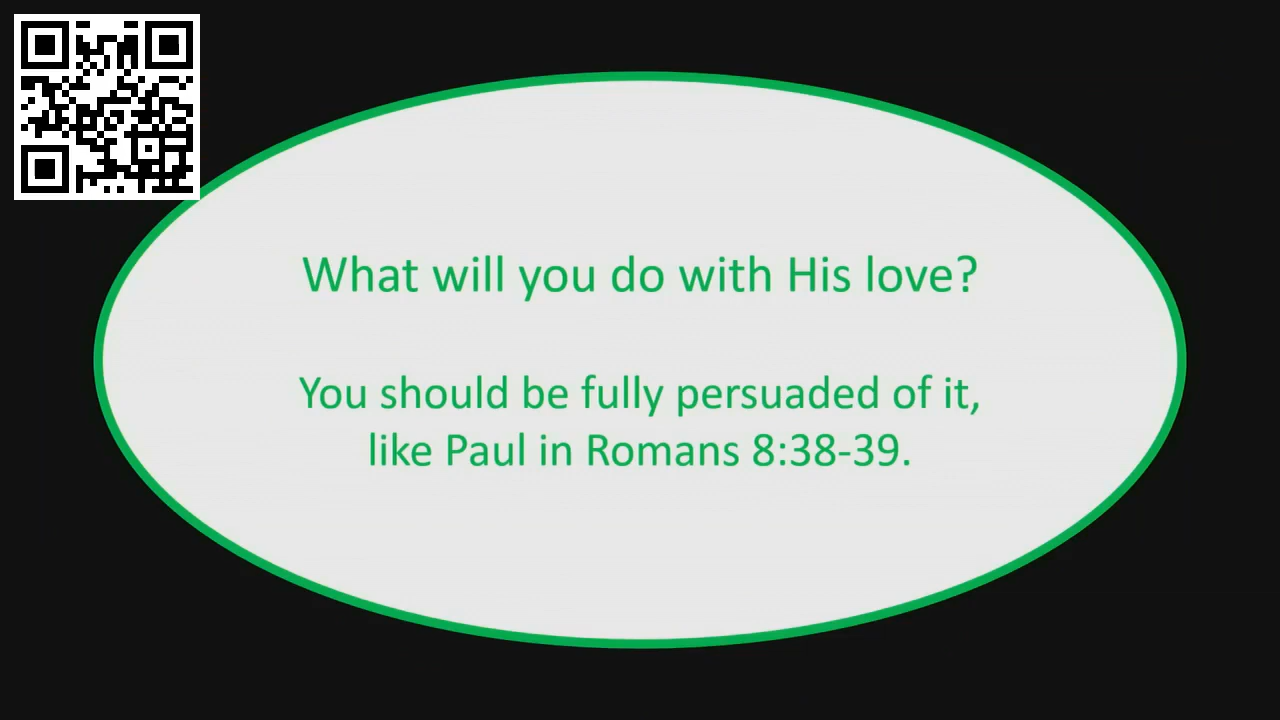 What will you do with His love?
You should be fully persuaded of it,
like Paul in Romans 8:38-39.